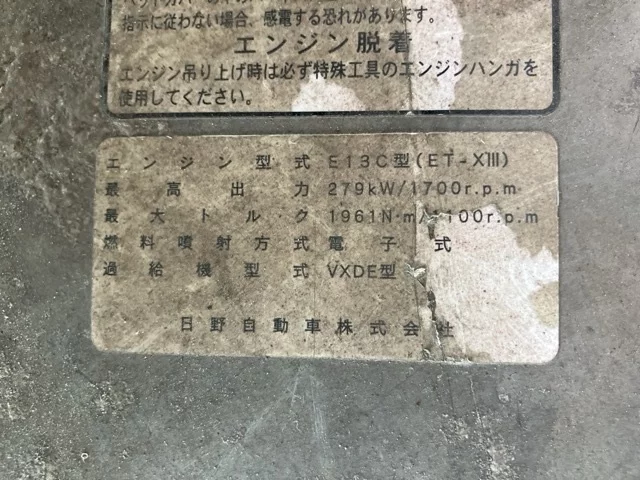 指示に従わない場合、感電する恐れがあります。
エンジン脱着
エンジン吊り上げ時は必ず特殊工具のエンジンハンガを
使用してください。
エンジン型式 E13C型(ET-XIII)
最高出力 279kW/1700r.p.m
最大トルク 1961N·m/1100r.p.m
燃料噴射方式 電子式
過給機型式 VXDE型
日野自動車株式会社